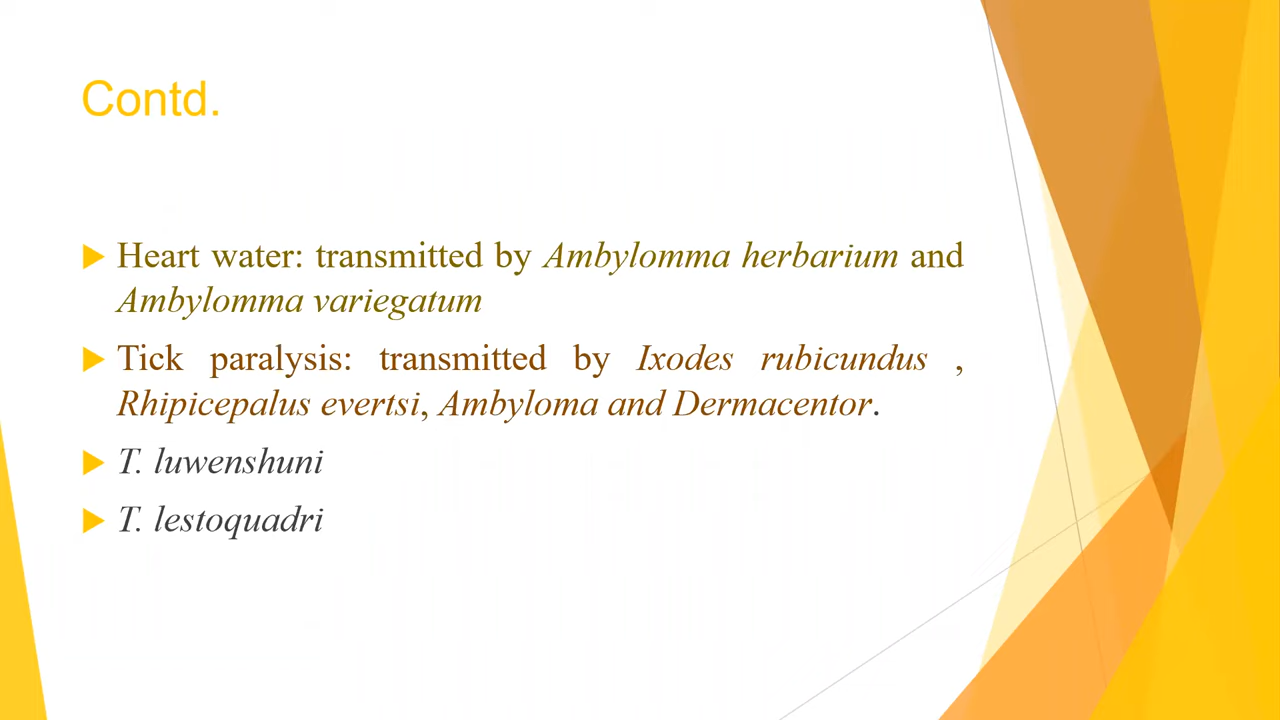 Contd.
Heart water: transmitted by Ambylomma herbarium and
Ambylomma variegatum
Tick paralysis: transmitted by Ixodes rubicundus ,
Rhipicepalus evertsi, Ambyloma and Dermacentor.
T. luwenshuni
T. lestoquadri